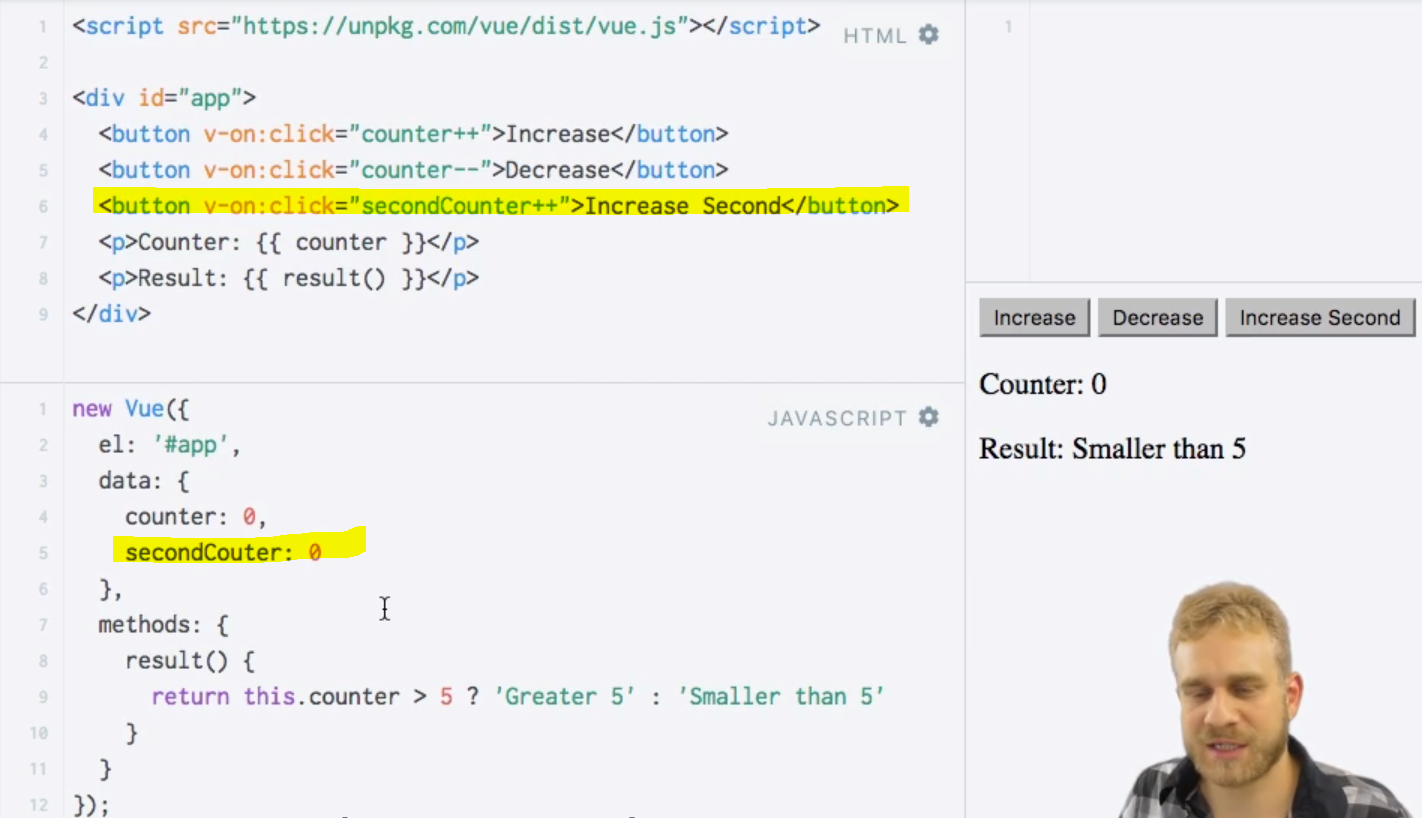 1 <script src="https://unpkg.com/vue/dist/vue.js"></script>
HTML
2
3 <div id="app">
4 <button v-on:click="counter++">Increase</button>
5 <button v-on:click="counter--">Decrease</button>
6 <button v-on:click="secondCounter++">Increase Second</button>
7 <p>Counter: {{ counter }}</p>
8 <p>Result: {{ result() }}</p>
9 </div>
1 new Vue({
JAVASCRIPT
2 el: '#app',
3 data: {
4 counter: 0,
5 secondCouter: 0
6 },
7 methods: {
8 result() {
9 return this.counter > 5 ? 'Greater 5' : 'Smaller than 5'
10 }
11 }
12 });
1
Increase Decrease Increase Second
Counter: 0
Result: Smaller than 5